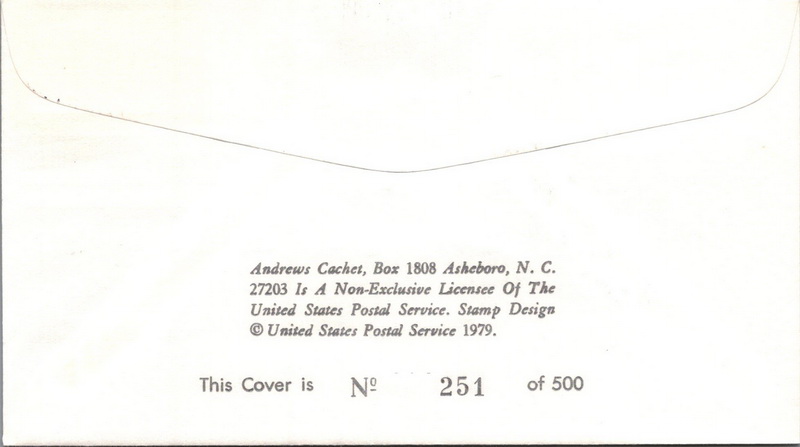 Andrews Cachet, Box 1808 Asheboro, N. C.
27203 Is A Non-Exclusive Licensee Of The
United States Postal Service. Stamp Design
© United States Postal Service 1979.
This Cover is Nº 251 of 500